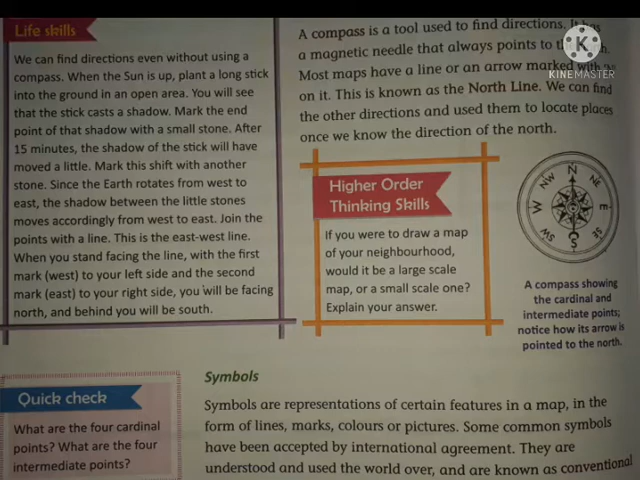 Life skills
We can find directions even without using a
compass. When the Sun is up, plant a long stick
into the ground in an open area. You will see
that the stick casts a shadow. Mark the end
point of that shadow with a small stone. After
15 minutes, the shadow of the stick will have
moved a little. Mark this shift with another
stone. Since the Earth rotates from west to
east, the shadow between the little stones
moves accordingly from west to east. Join the
points with a line. This is the east-west line.
When you stand facing the line, with the first
mark (west) to your left side and the second
mark (east) to your right side, you will be facing
north, and behind you will be south.
A compass is a tool used to find directions. It has
a magnetic needle that always points to
Most maps have a line or an arrow marked with
on it. This is known as the North Line. We can find
the other directions and used them to locate places
once we know the direction of the north.
KINEMASTER
Higher Order
Thinking Skills
If you were to draw a map
of your neighbourhood,
would it be a large scale
map, or a small scale one?
Explain your answer.
N
NE
E
SE
S
SW
W
NW
A compass showing
the cardinal and
intermediate points;
notice how its arrow is
pointed to the north.
Quick check
What are the four cardinal
points? What are the four
intermediate points?
Symbols
Symbols are representations of certain features in a map, in the
form of lines, marks, colours or pictures. Some common symbols
have been accepted by international agreement. They are
understood and used the world over, and are known as conventional